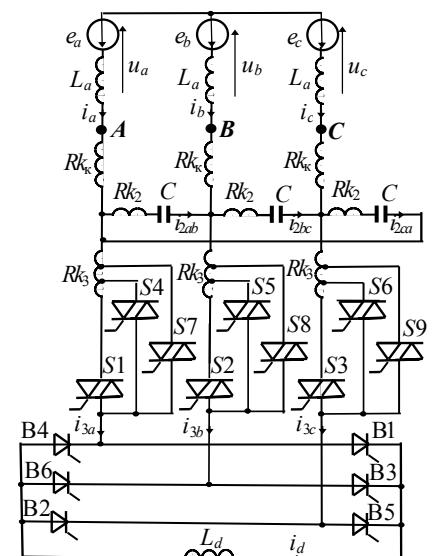 e_a e_b e_c
u_a u_b u_c
L_a L_a L_a
i_a i_b i_c
A B C
Rk_к Rk_к Rk_к
Rk_2 C Rk_2 C Rk_2 C
i_2ab i_2bc i_2ca
Rk_3 Rk_3 Rk_3
S4 S5 S6
S7 S8 S9
S1 S2 S3
i_3a i_3b i_3c
B4 B1
B6 B3
B2 B5
L_d i_d